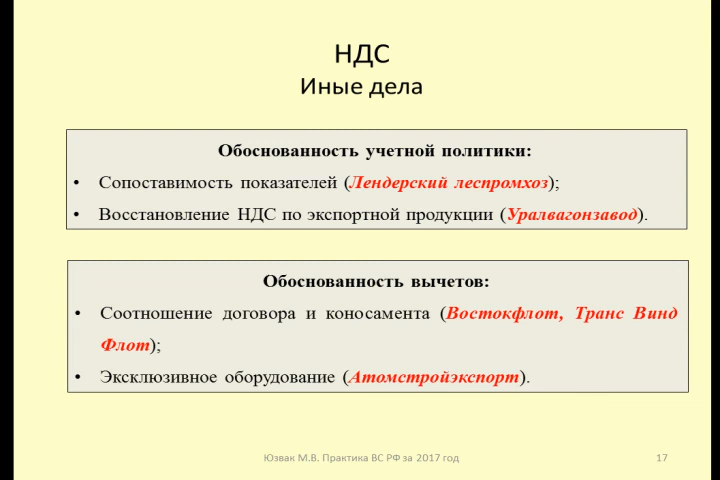 НДС
Иные дела
Обоснованность учетной политики:
• Сопоставимость показателей (Лендерский леспромхоз);
• Восстановление НДС по экспортной продукции (Уралвагонзавод).
Обоснованность вычетов:
• Соотношение договора и коносамента (Востокфлот, Транс Винд
Флот);
• Эксклюзивное оборудование (Атомстройэкспорт).
Юзвак М.В. Практика ВС РФ за 2017 год
17